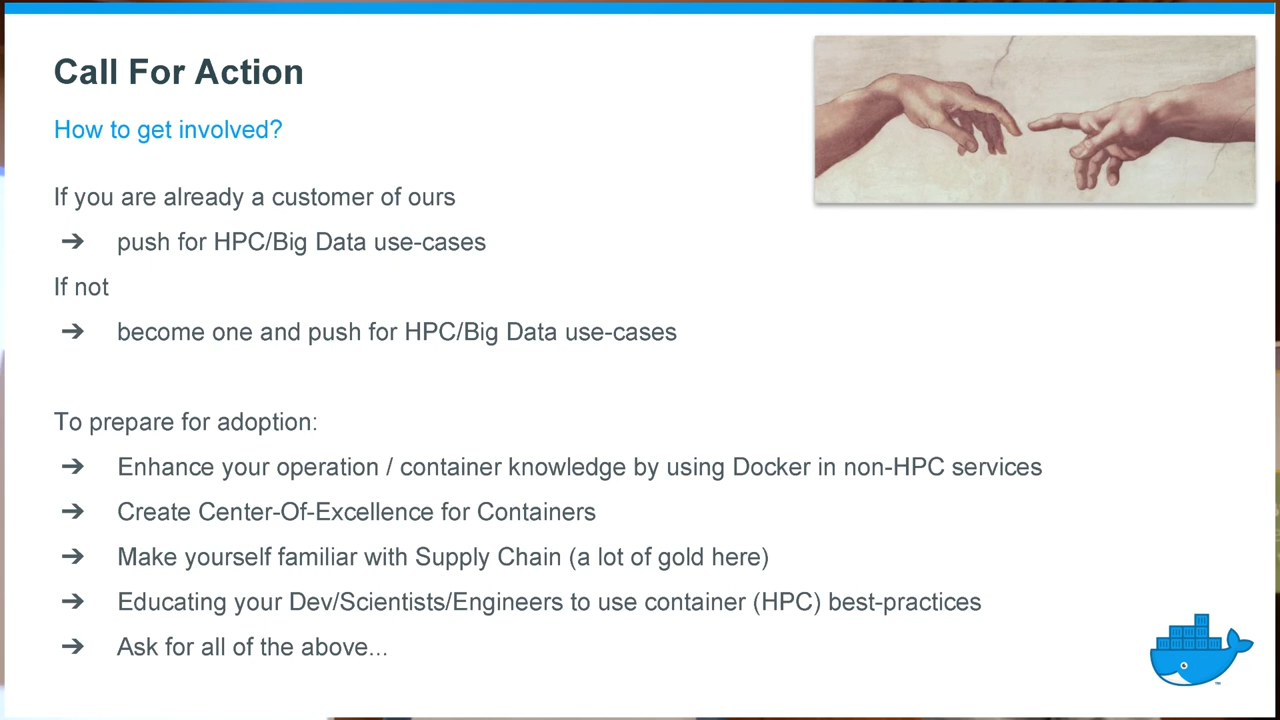 Call For Action
How to get involved?
If you are already a customer of ours
➔ push for HPC/Big Data use-cases
If not
➔ become one and push for HPC/Big Data use-cases
To prepare for adoption:
➔ Enhance your operation / container knowledge by using Docker in non-HPC services
➔ Create Center-Of-Excellence for Containers
➔ Make yourself familiar with Supply Chain (a lot of gold here)
➔ Educating your Dev/Scientists/Engineers to use container (HPC) best-practices
➔ Ask for all of the above...